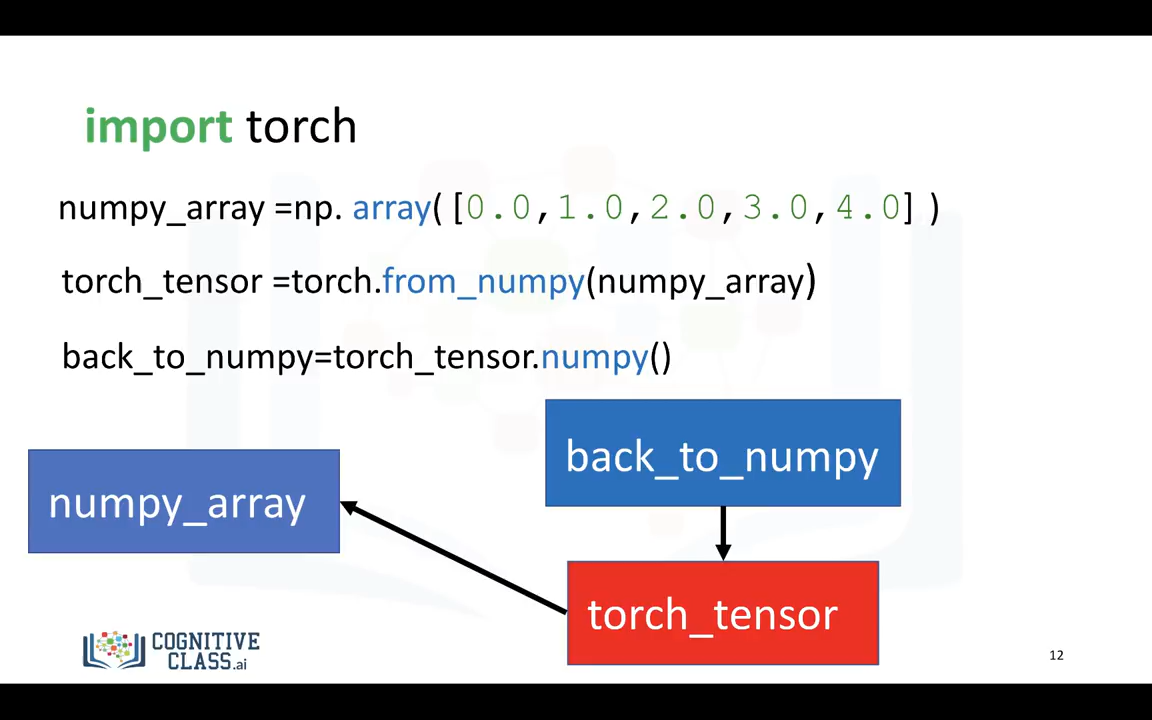 import torch
numpy_array =np. array([0.0,1.0,2.0,3.0,4.0] )
torch_tensor =torch.from_numpy(numpy_array)
back_to_numpy=torch_tensor.numpy()
back_to_numpy
numpy_array
torch_tensor
COGNITIVE
CLASS.ai
12